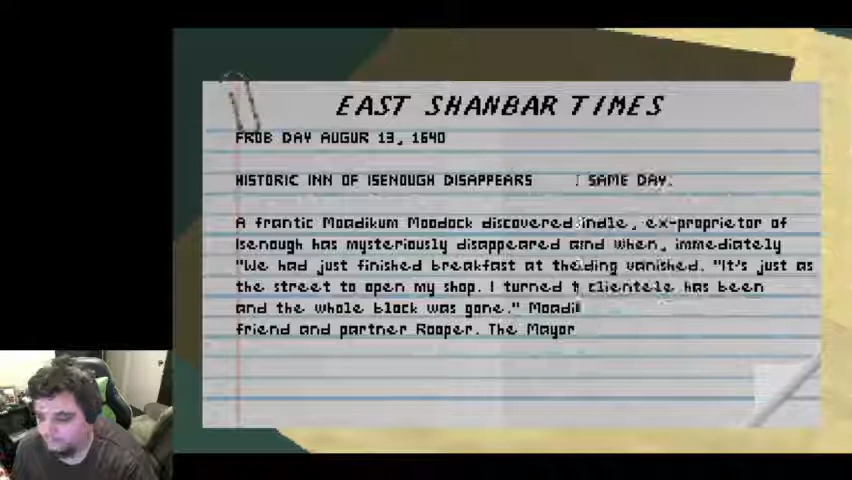 EAST SHANBAR TIMES
FROB DAY AUGUR 13, 1640
HISTORIC INN OF ISENOUGH DISAPPEARS SAME DAY.
A frantic Moadikum Moodock discovered indle, ex-proprietor of
Isenough has mysteriously disappeared and when, immediately
"We had just finished breakfast at the ding vanished. "It's just as
the street to open my shop. I turned clientele has been
and the whole block was gone." Moadi
friend and partner Rooper. The Mayor